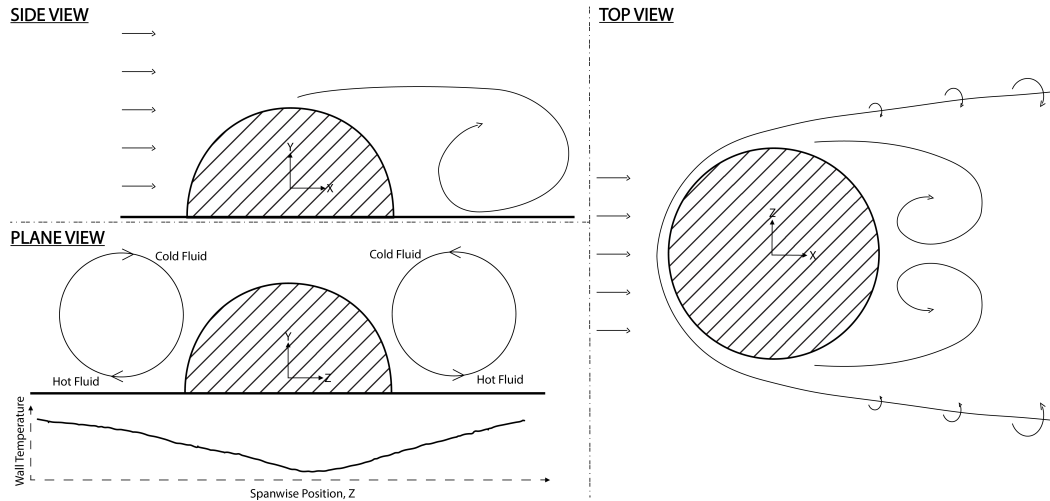 SIDE VIEW
Y
X
PLANE VIEW
Cold Fluid
Cold Fluid
Y
Z
Hot Fluid
Hot Fluid
Wall Temperature
Spanwise Position, Z
TOP VIEW
Z
X